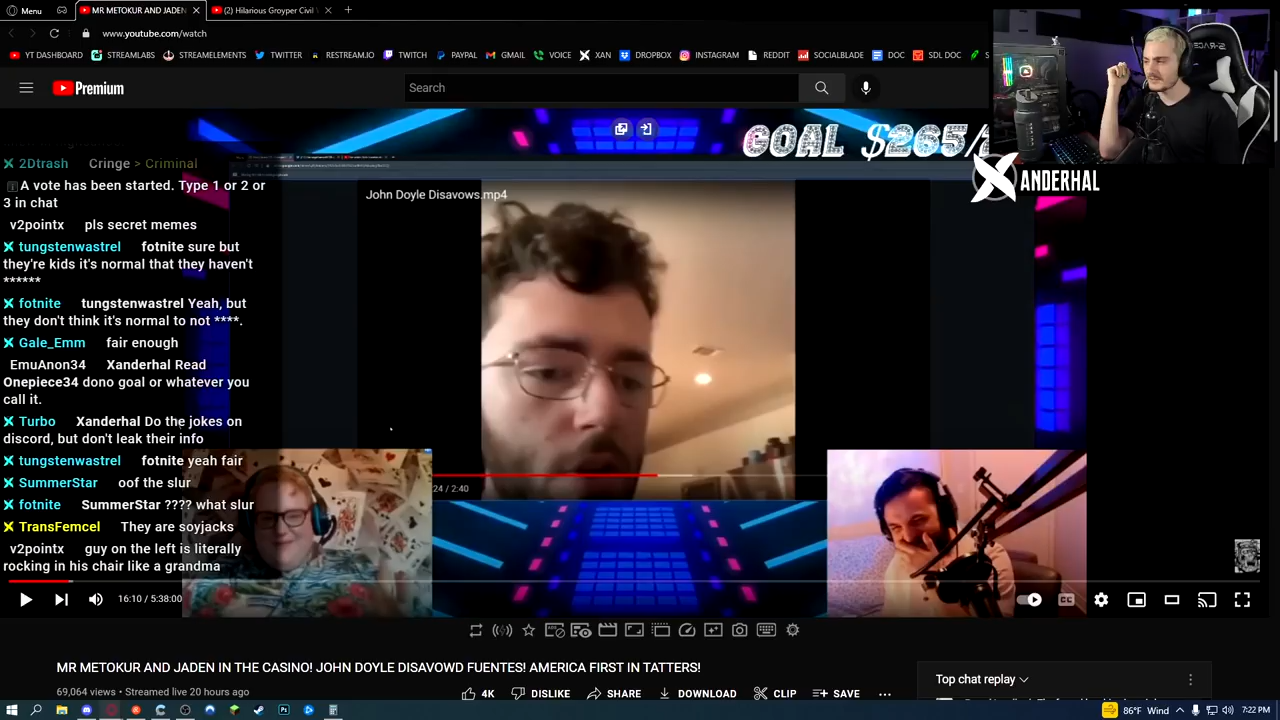 Menu
MR METOKUR AND JADEN
(2) Hilarious Groyper Civil
www.youtube.com/watch
YT DASHBOARD STREAMLABS STREAMELEMENTS TWITTER RESTREAM.IO TWITCH PAYPAL GMAIL VOICE XAN DROPBOX INSTAGRAM REDDIT SOCIALBLADE DOC SDL DOC S
Premium
Search
GOAL $265/
ANDERHAL
2Dtrash Cringe > Criminal
A vote has been started. Type 1 or 2 or
3 in chat
v2pointx pls secret memes
tungstenwastrel fotnite sure but
they're kids it's normal that they haven't
******
fotnite tungstenwastrel Yeah, but
they don't think it's normal to not ****.
Gale_Emm fair enough
EmuAnon34 Xanderhal Read
Onepiece34 dono goal or whatever you
call it.
Turbo Xanderhal Do the jokes on
discord, but don't leak their info
tungstenwastrel fotnite yeah fair
SummerStar oof the slur
fotnite SummerStar ???? what slur
TransFemcel They are soyjacks
v2pointx guy on the left is literally
rocking in his chair like a grandma
John Doyle Disavows.mp4
24 / 2:40
16:10 / 5:38:00
CC
MR METOKUR AND JADEN IN THE CASINO! JOHN DOYLE DISAVOWD FUENTES! AMERICA FIRST IN TATTERS!
69,064 views • Streamed live 20 hours ago
4K DISLIKE SHARE DOWNLOAD CLIP SAVE
Top chat replay
86°F Wind 7:22 PM